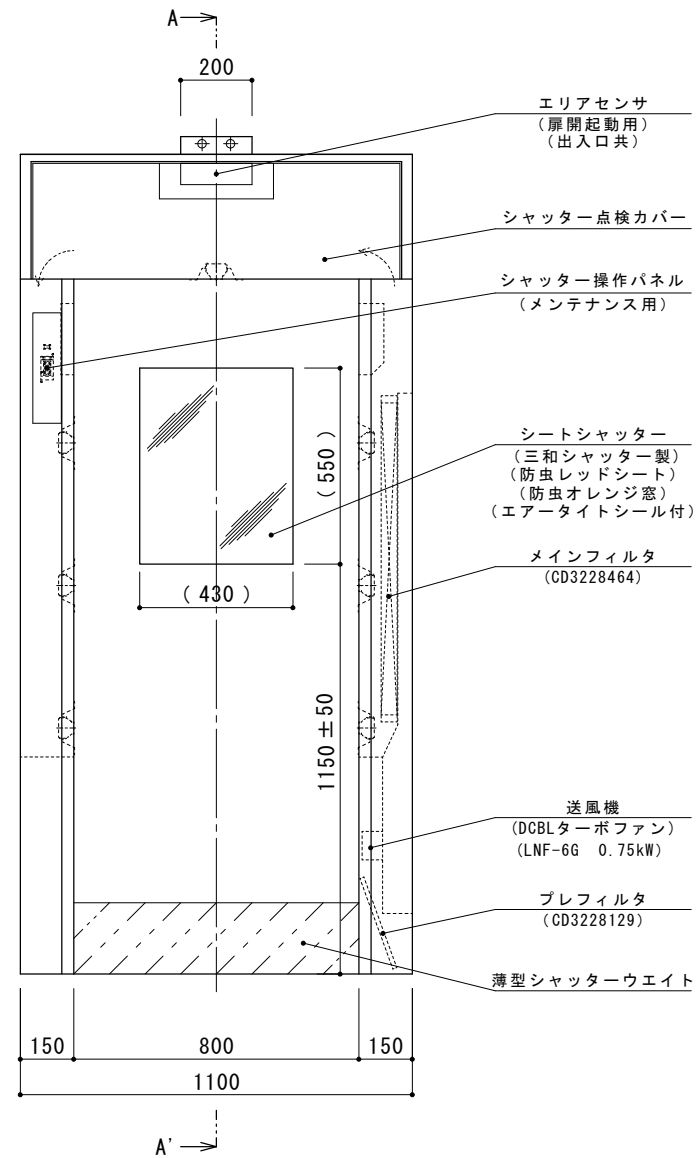 A
200
エリアセンサ
(扉開起動用)
(出入口共)
シャッター点検カバー
シャッター操作パネル
(メンテナンス用)
シートシャッター
(三和シャッター製)
(防虫レッドシート)
(防虫オレンジ窓)
(エアータイトシール付)
(550)
(430)
メインフィルタ
(CD3228464)
1150±50
送風機
(DCBLターボファン)
(LNF-6G 0.75kW)
プレフィルタ
(CD3228129)
薄型シャッターウエイト
150 800 150
1100
A'